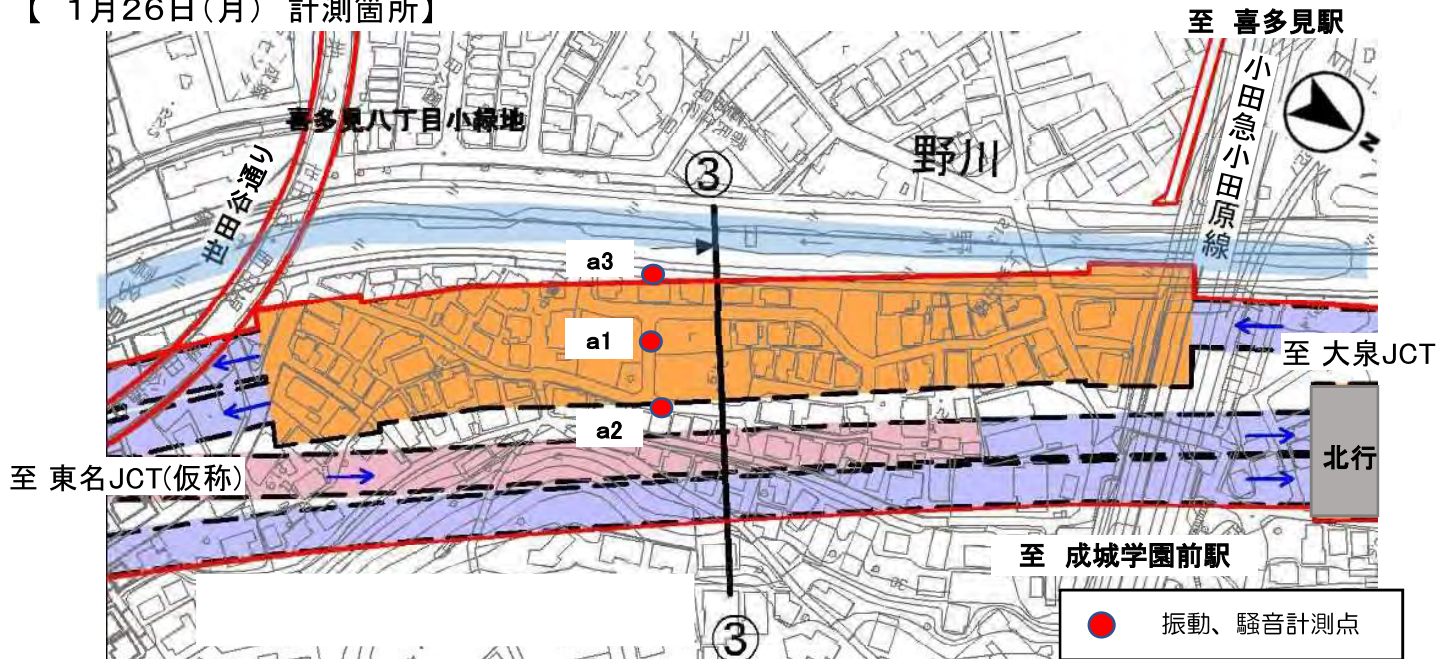 【 1月26日(月) 計測箇所】
至 喜多見駅
小田急小田原線
N
喜多見八丁目小緑地
世田谷通り
野川
③
a3
a1
a2
至 大泉JCT
北行
至 東名JCT(仮称)
至 成城学園前駅
③
振動、騒音計測点